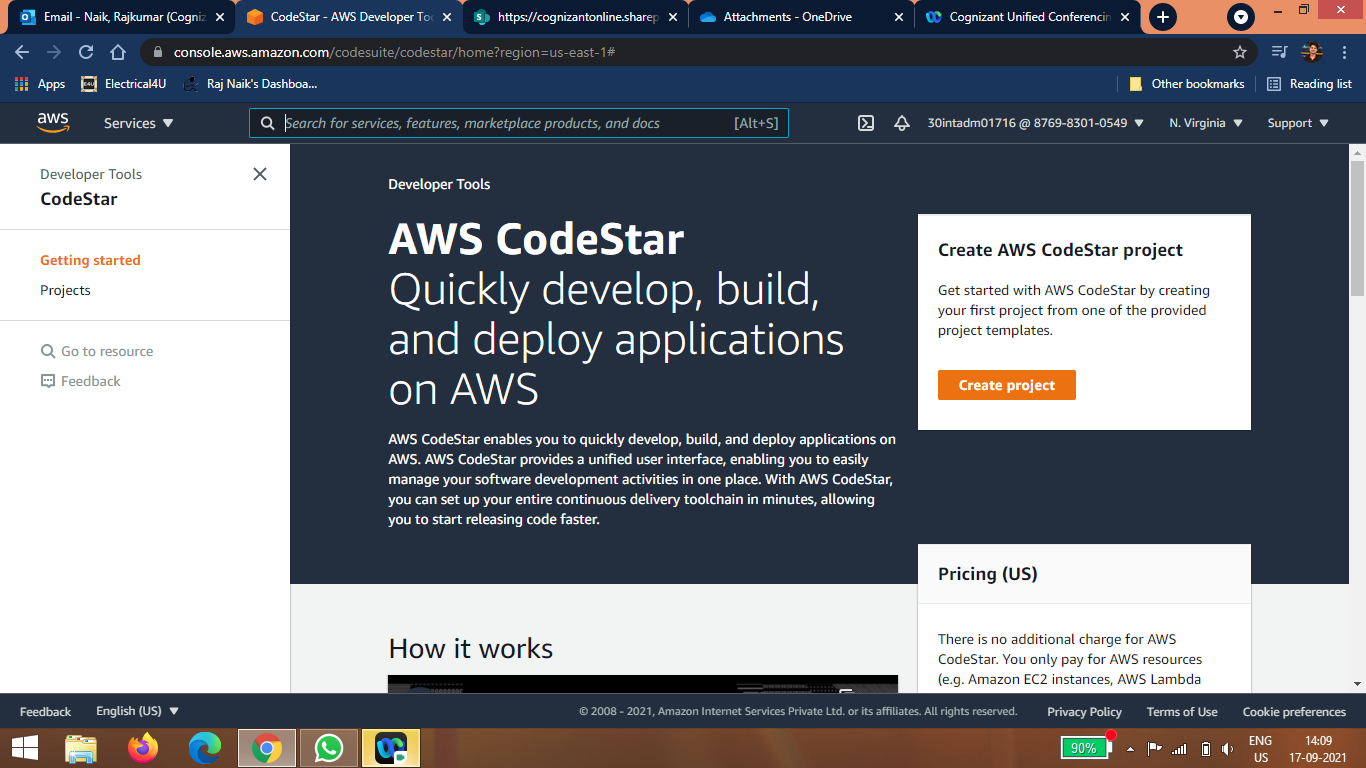 Email - Naik, Rajkumar (Cogniz
CodeStar - AWS Developer Too
https://cognizantonline.sharep
Attachments - OneDrive
Cognizant Unified Conferencin
console.aws.amazon.com/codesuite/codestar/home?region=us-east-1#
Apps
Electrical4U
Raj Naik's Dashboa...
Other bookmarks
Reading list
aws
Services
Search for services, features, marketplace products, and docs
[Alt+S]
30intadm01716 @ 8769-8301-0549
N. Virginia
Support
Developer Tools
CodeStar
Getting started
Projects
Go to resource
Feedback
Developer Tools
AWS CodeStar
Quickly develop, build,
and deploy applications
on AWS
AWS CodeStar enables you to quickly develop, build, and deploy applications on
AWS. AWS CodeStar provides a unified user interface, enabling you to easily
manage your software development activities in one place. With AWS CodeStar,
you can set up your entire continuous delivery toolchain in minutes, allowing
you to start releasing code faster.
Create AWS CodeStar project
Get started with AWS CodeStar by creating
your first project from one of the provided
project templates.
Create project
Pricing (US)
There is no additional charge for AWS
CodeStar. You only pay for AWS resources
(e.g. Amazon EC2 instances, AWS Lambda
How it works
Feedback
English (US)
© 2008 - 2021, Amazon Internet Services Private Ltd. or its affiliates. All rights reserved.
Privacy Policy
Terms of Use
Cookie preferences
90%
ENG
US
14:09
17-09-2021